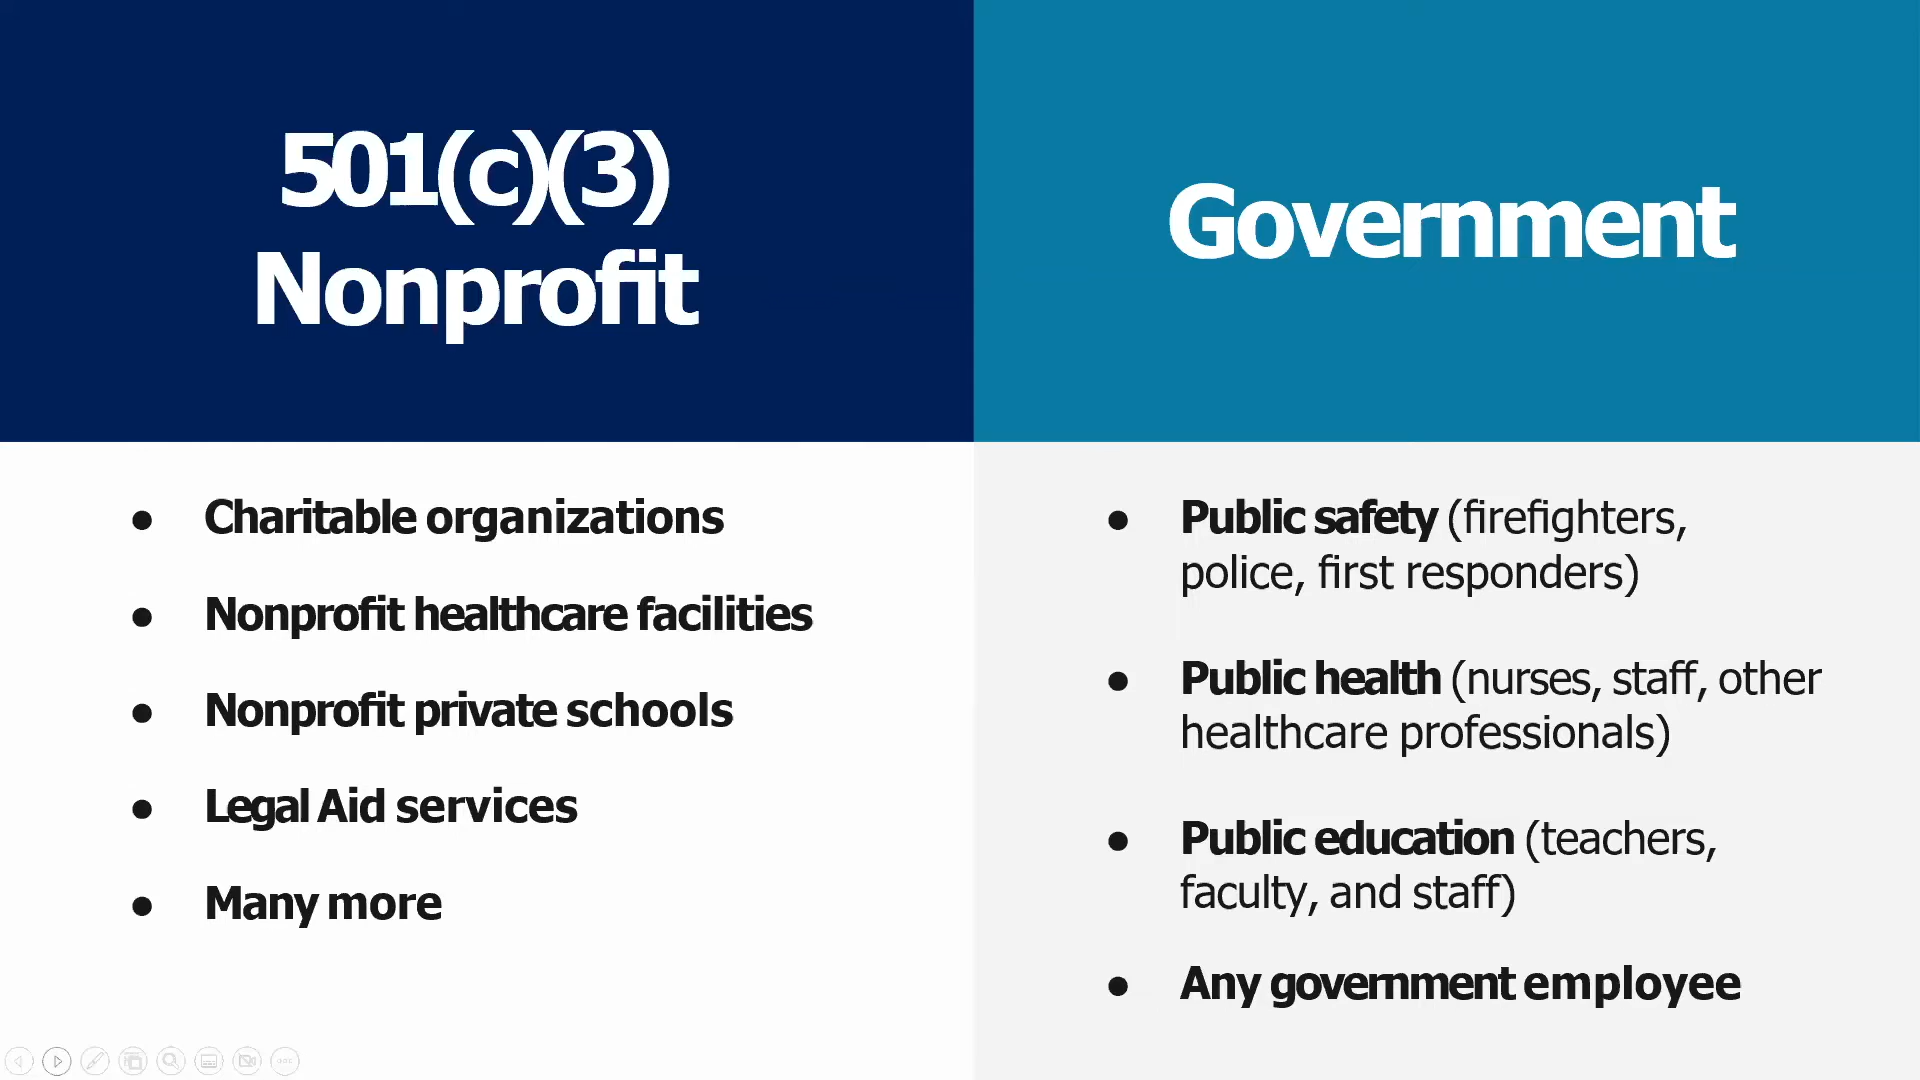 501(c)(3)
Nonprofit
● Charitable organizations
● Nonprofit healthcare facilities
● Nonprofit private schools
● Legal Aid services
● Many more
Government
● Public safety (firefighters,
police, first responders)
● Public health (nurses, staff, other
healthcare professionals)
● Public education (teachers,
faculty, and staff)
● Any government employee